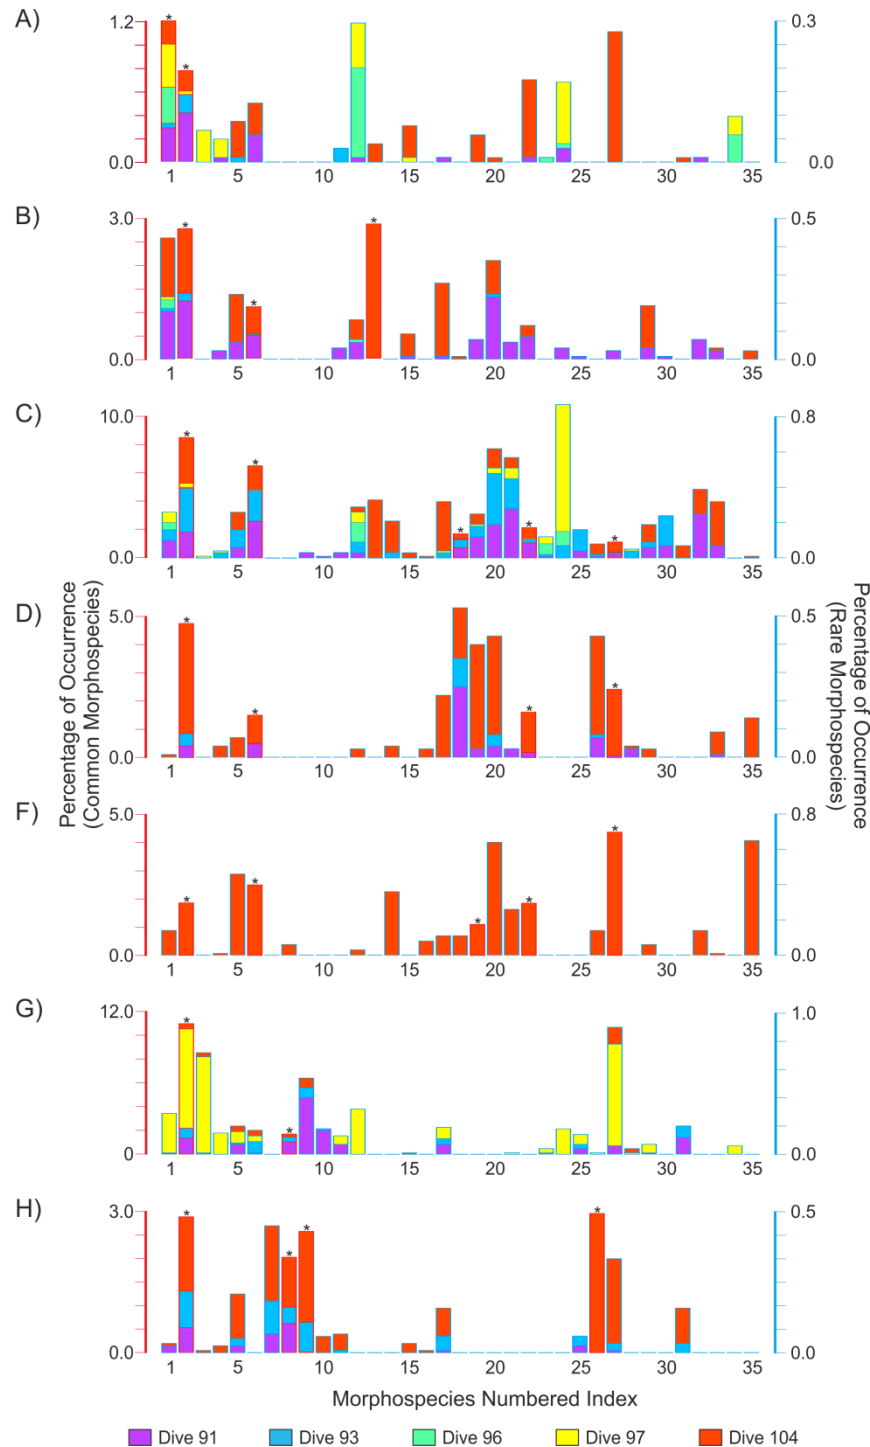 A)
1.2
0.3
*
*
0.0
0.0
1 5 10 15 20 25 30 35
B)
3.0
0.5
*
*
*
0.0
0.0
1 5 10 15 20 25 30 35
C)
10.0
0.8
*
*
*
*
*
0.0
0.0
1 5 10 15 20 25 30 35
Percentage of Occurrence
(Common Morphospecies)
Percentage of Occurrence
(Rare Morphospecies)
D)
5.0
0.5
*
*
*
*
0.0
0.0
1 5 10 15 20 25 30 35
F)
5.0
0.8
*
*
*
*
*
0.0
0.0
1 5 10 15 20 25 30 35
G)
12.0
1.0
*
*
0
0.0
1 5 10 15 20 25 30 35
H)
3.0
0.5
*
*
*
*
0.0
0.0
1 5 10 15 20 25 30 35
Morphospecies Numbered Index
Dive 91 Dive 93 Dive 96 Dive 97 Dive 104